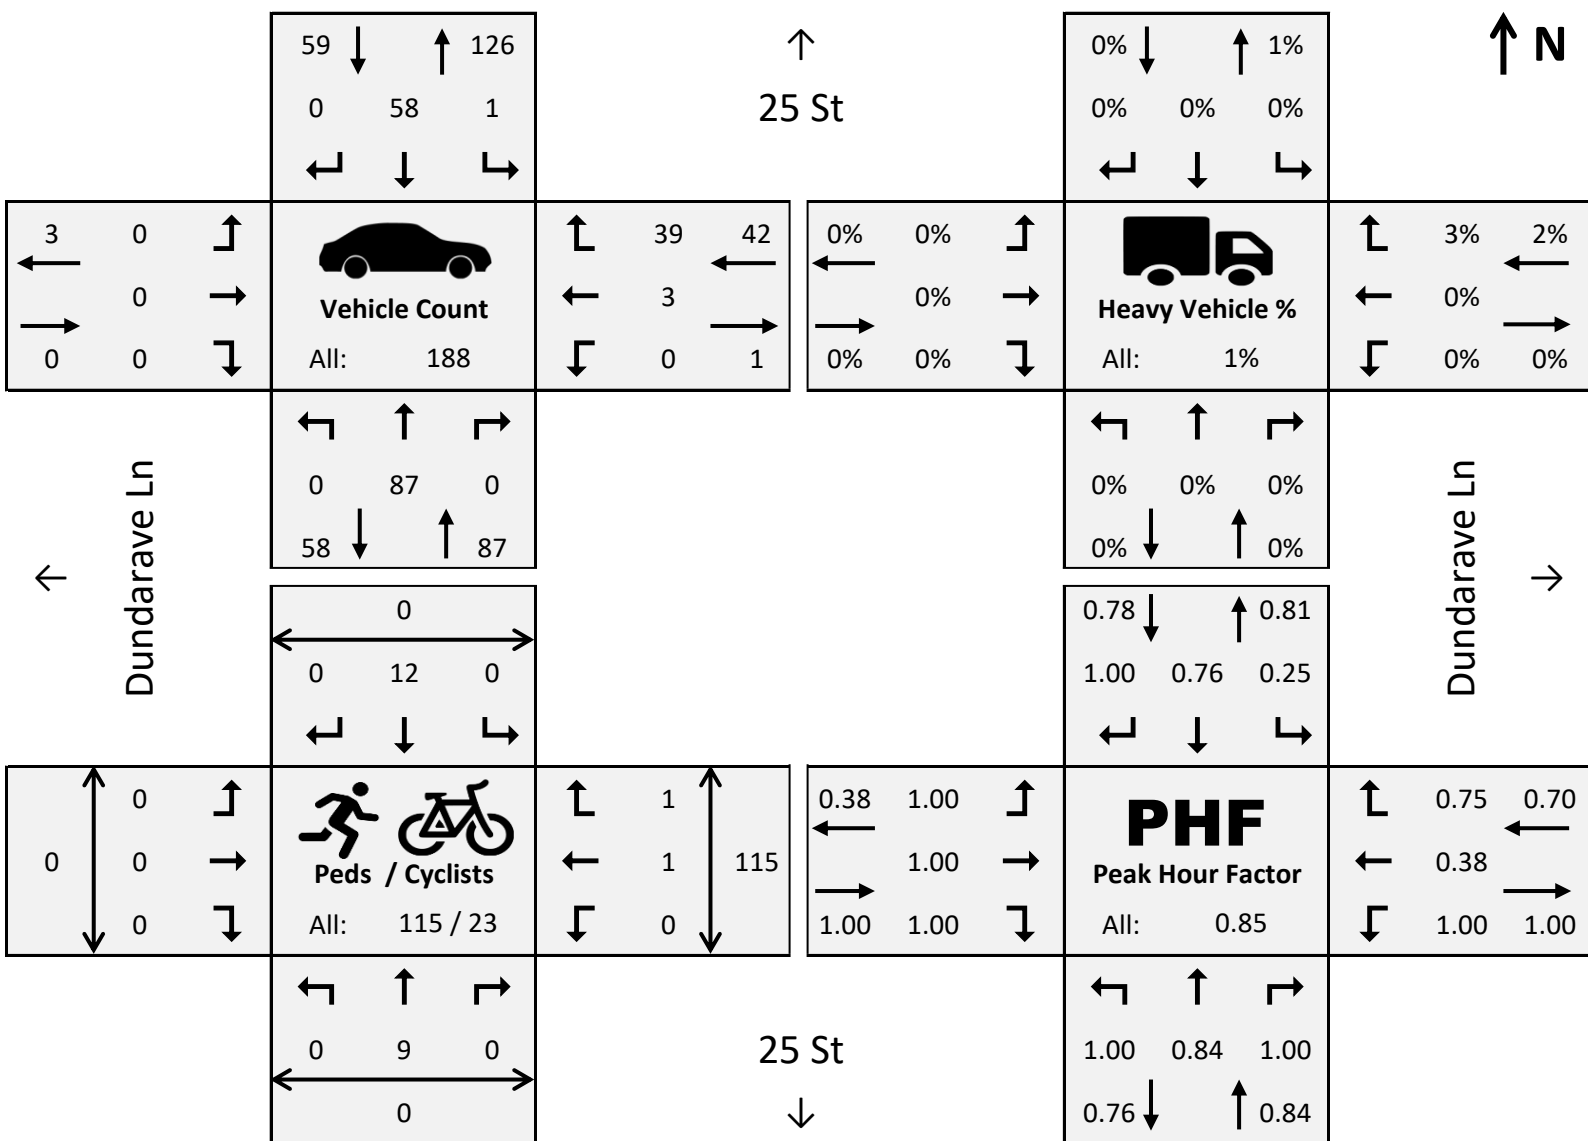 59 126 0% 1% N
25 St
0 58 1 0% 0% 0%
3 0 39 42 0% 0% 3% 2%
0 3 0% 0%
Vehicle Count Heavy Vehicle %
0 0 All: 188 0 1 0% 0% All: 1% 0% 0%
0 87 0 0% 0% 0%
58 87 0% 0%
Dundarave Ln
Dundarave Ln
0 0.78 0.81
0 12 0 1.00 0.76 0.25
0 1 0.38 1.00 PHF 0.75 0.70
0 0 1 115 1.00 0.38
Peds / Cyclists Peak Hour Factor
0 All: 115 / 23 0 1.00 1.00 All: 0.85 1.00 1.00
0 9 0 25 St 1.00 0.84 1.00
0 0.76 0.84